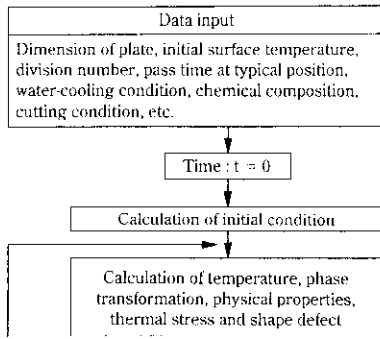 Data input
Dimension of plate, initial surface temperature,
division number, pass time at typical position,
water-cooling condition, chemical composition,
cutting condition, etc.
Time : t = 0
Calculation of initial condition
Calculation of temperature, phase
transformation, physical properties,
thermal stress and shape defect